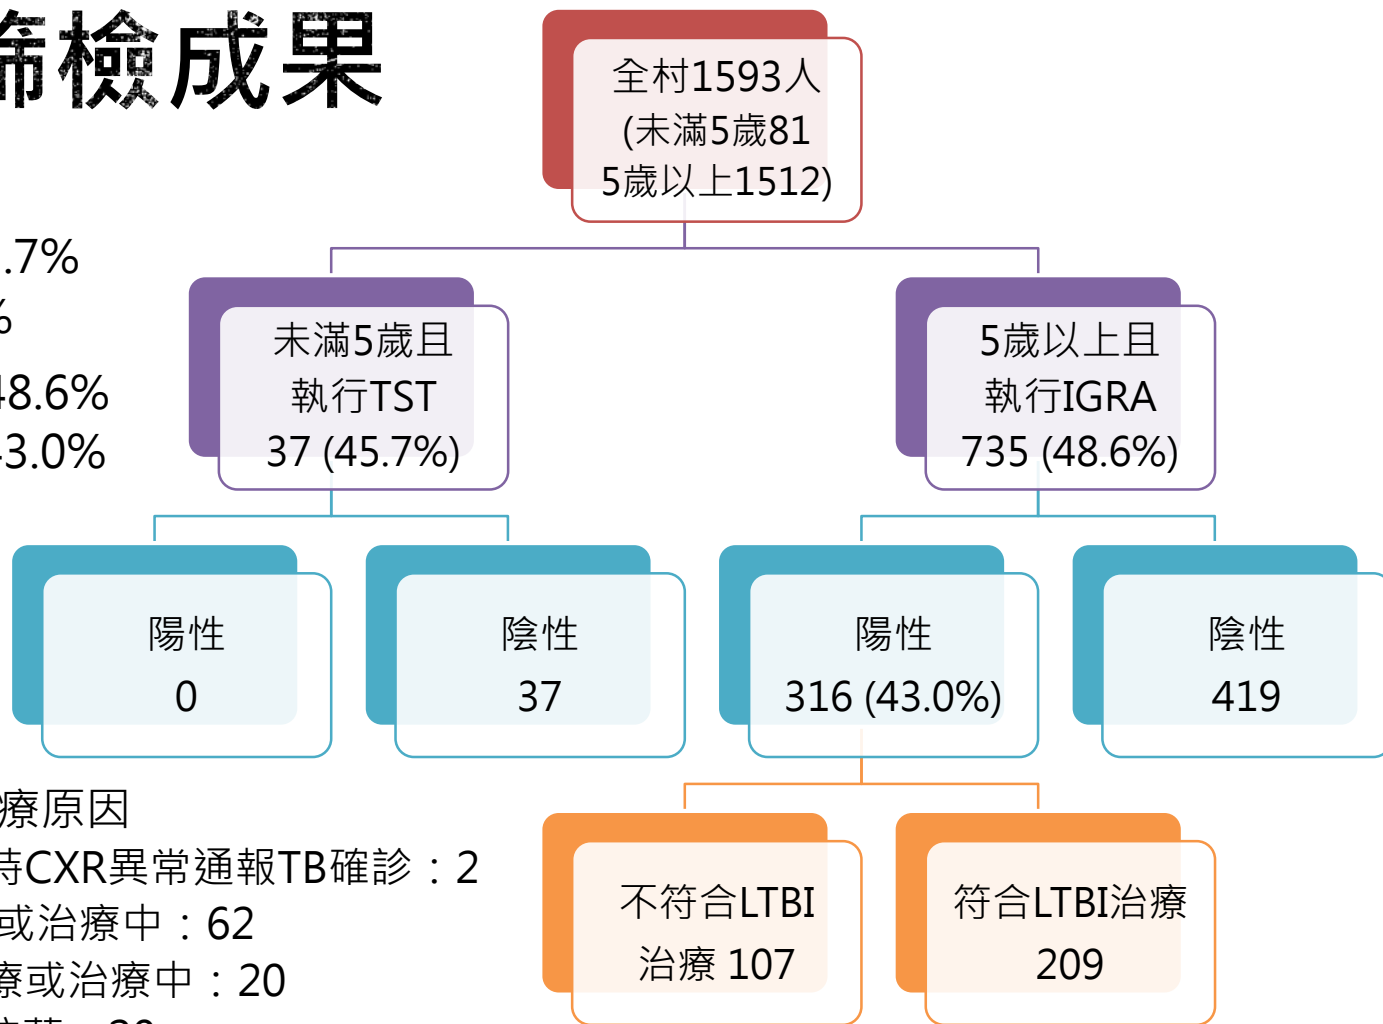 篩檢成果
全村1593人
(未滿5歲81
5歲以上1512)
.7%
%
48.6%
43.0%
未滿5歲且
執行TST
37 (45.7%)
5歲以上且
執行IGRA
735 (48.6%)
陽性
0
陰性
37
陽性
316 (43.0%)
陰性
419
療原因
時CXR異常通報TB確診：2
或治療中：62
療或治療中：20
不符合LTBI
治療 107
符合LTBI治療
209